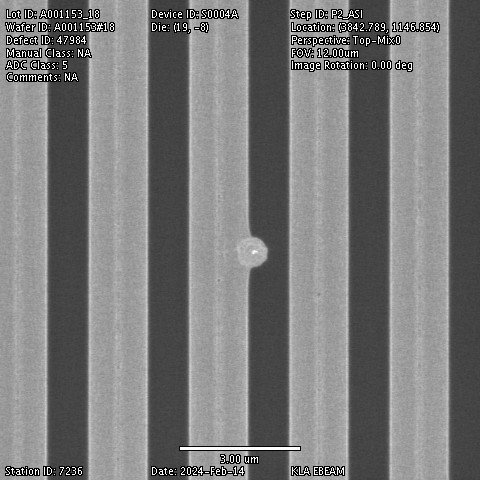 Lot ID: A001153_18
Wafer ID: A001153#18
Defect ID: 47984
Manual Class: NA
ADC Class: 5
Comments: NA
Device ID: S0004A
Die: (19, -8)
Step ID: P2_ASI
Location: (3842.789, 1146.854)
Perspective: Top-Mix0
FOV: 12.00um
Image Rotation: 0.00 deg
3.00 um
Station ID: 7236
Date: 2024-Feb-14
KLA EBEAM